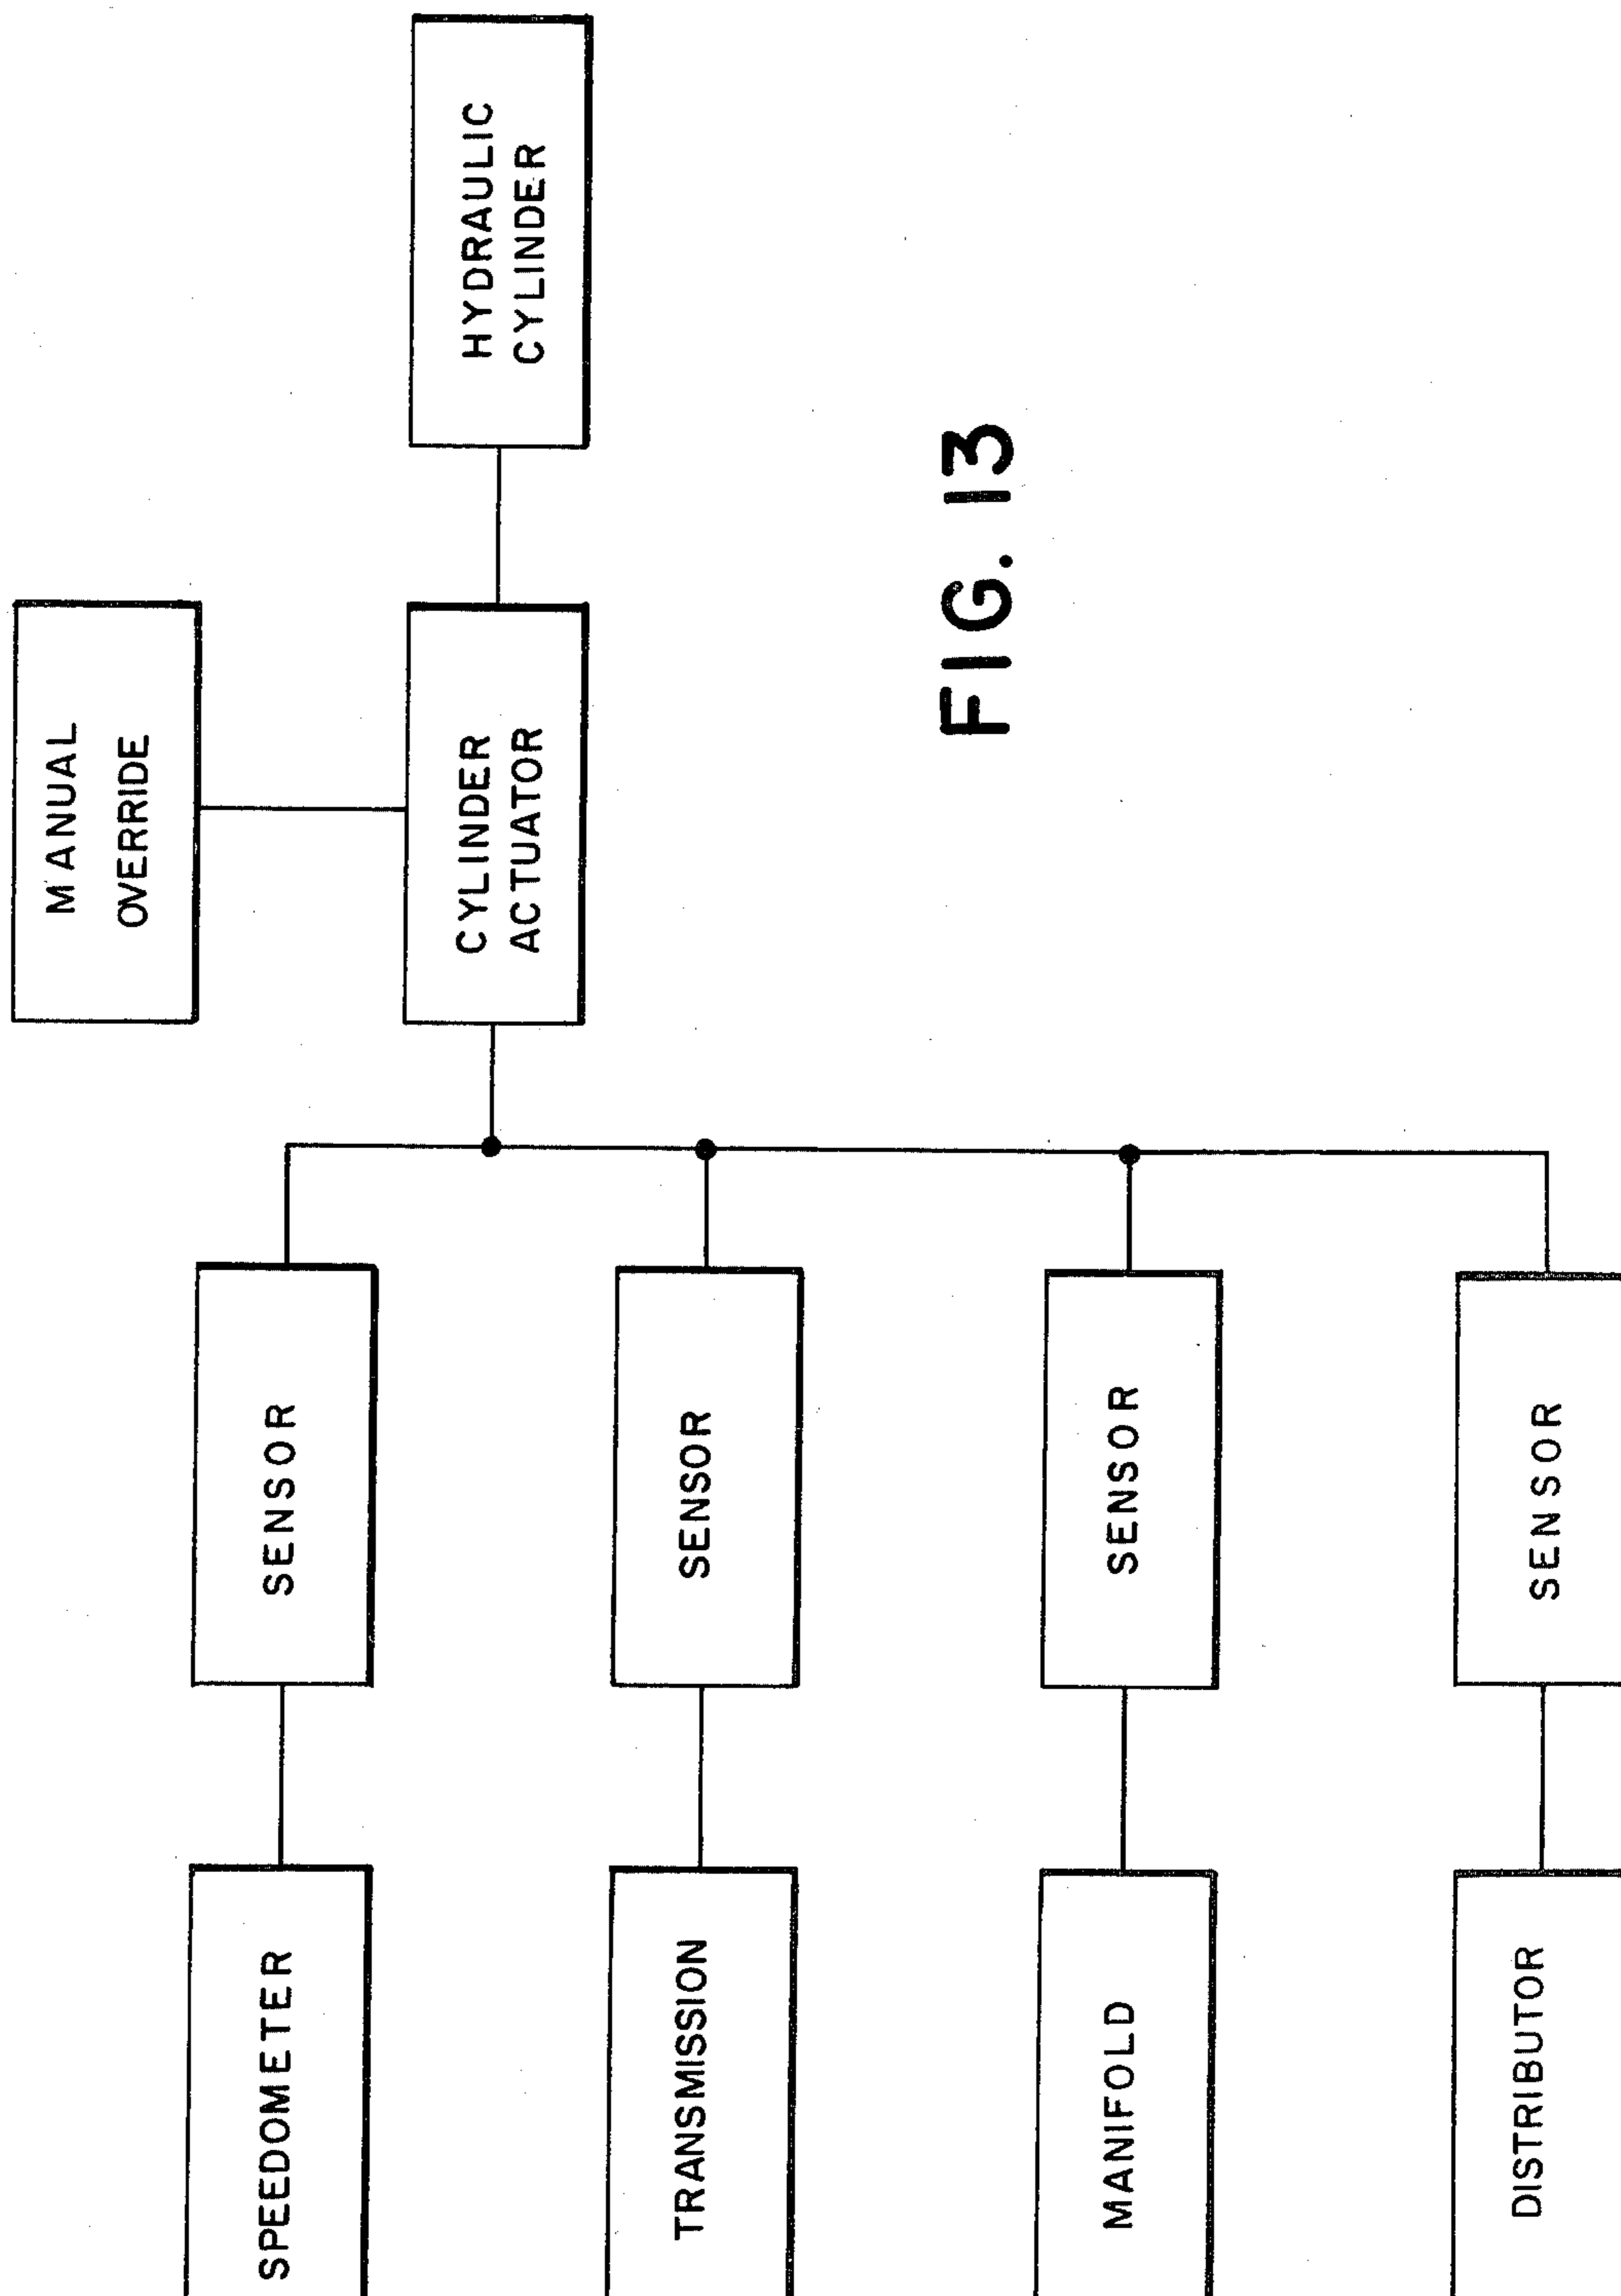 SPEEDOMETER
SENSOR
TRANSMISSION
SENSOR
MANIFOLD
SENSOR
DISTRIBUTOR
SENSOR
MANUAL
OVERRIDE
CYLINDER
ACTUATOR
HYDRAULIC
CYLINDER
FIG. 13